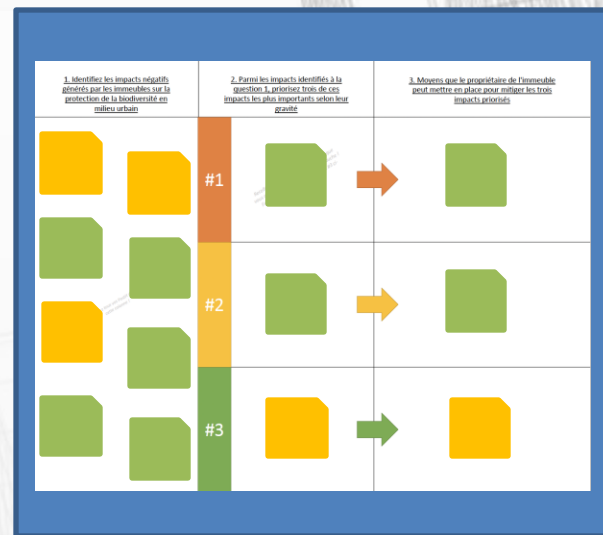 1. Identifiez les impacts négatifs
générés par les immeubles sur la
protection de la biodiversité en
milieu urbain
2. Parmi les impacts identifiés à la
question 1, priorisez trois de ces
impacts les plus importants selon leur
gravité
3. Moyens que le propriétaire de l'immeuble
peut mettre en place pour mitiger les trois
impacts priorisés
#1
#2
#3